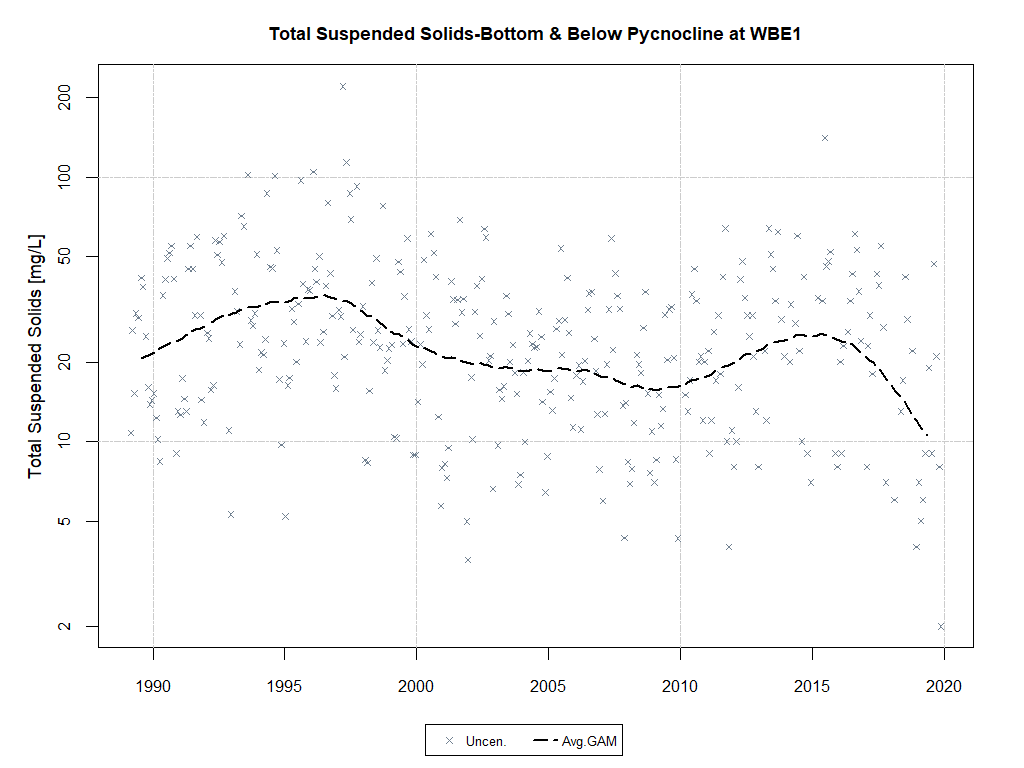 Total Suspended Solids-Bottom & Below Pycnocline at WBE1
Total Suspended Solids [mg/L]
200
100
50
20
10
5
2
1990 1995 2000 2005 2010 2015 2020
Uncen. Avg.GAM